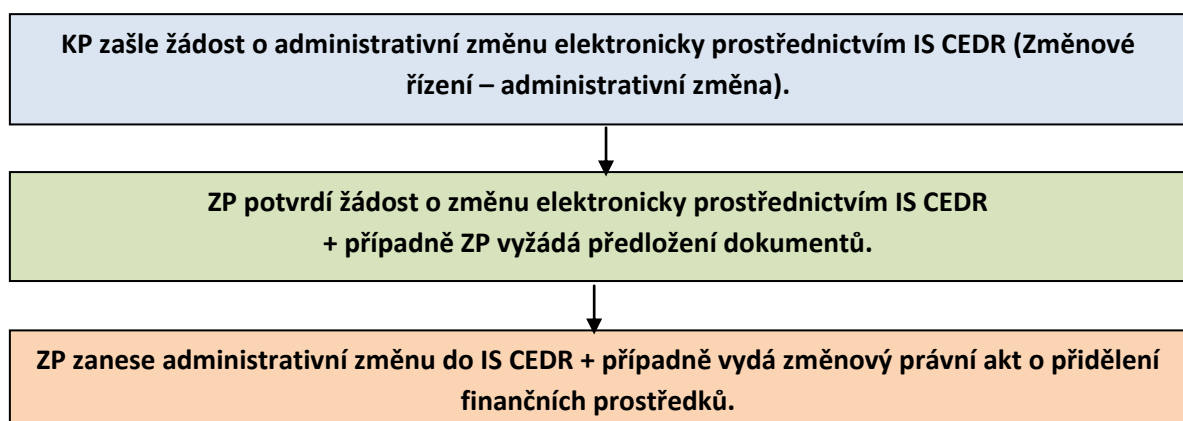 KP zašle žádost o administrativní změnu elektronicky prostřednictvím IS CEDR (Změnové
řízení – administrativní změna).
ZP potvrdí žádost o změnu elektronicky prostřednictvím IS CEDR
+ případně ZP vyžádá předložení dokumentů.
ZP zanese administrativní změnu do IS CEDR + případně vydá změnový právní akt o přidělení
finančních prostředků.